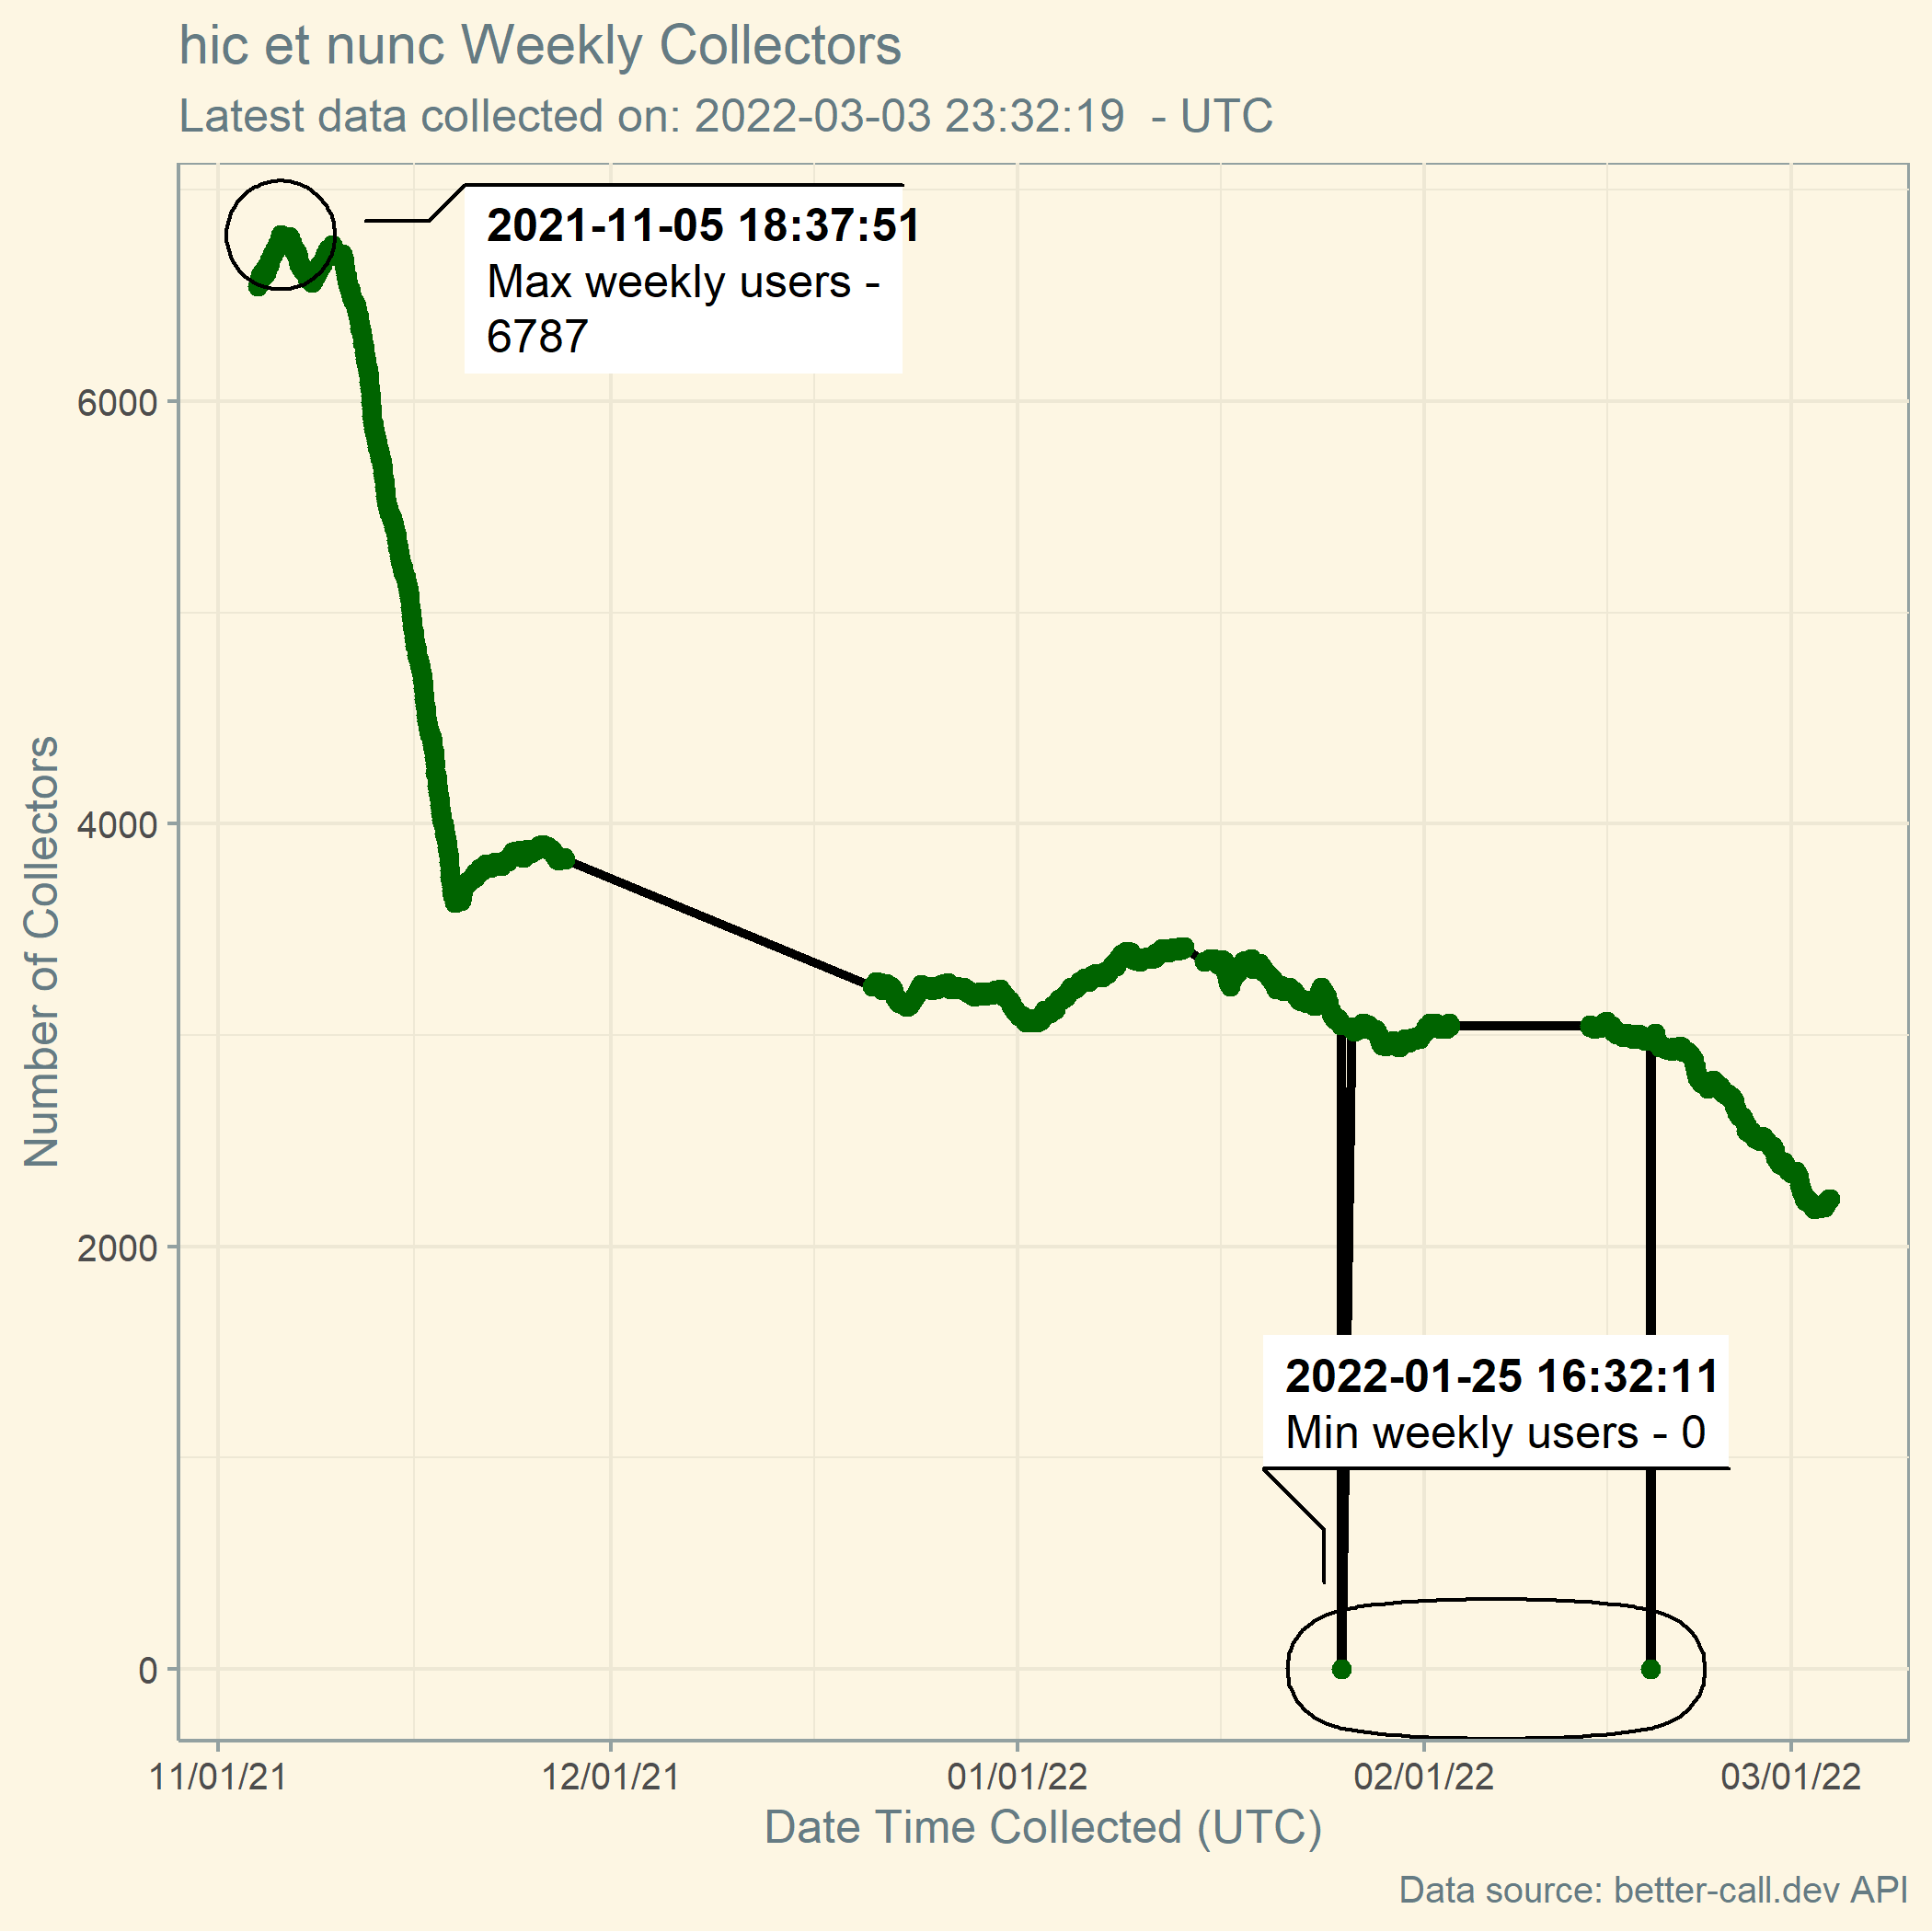 hic et nunc Weekly Collectors
Latest data collected on: 2022-03-03 23:32:19  - UTC
2021-11-05 18:37:51
Max weekly users -
6787
6000
4000
2000
0
Number of Collectors
2022-01-25 16:32:11
Min weekly users - 0
11/01/21
12/01/21
01/01/22
02/01/22
03/01/22
Date Time Collected (UTC)
Data source: better-call.dev API